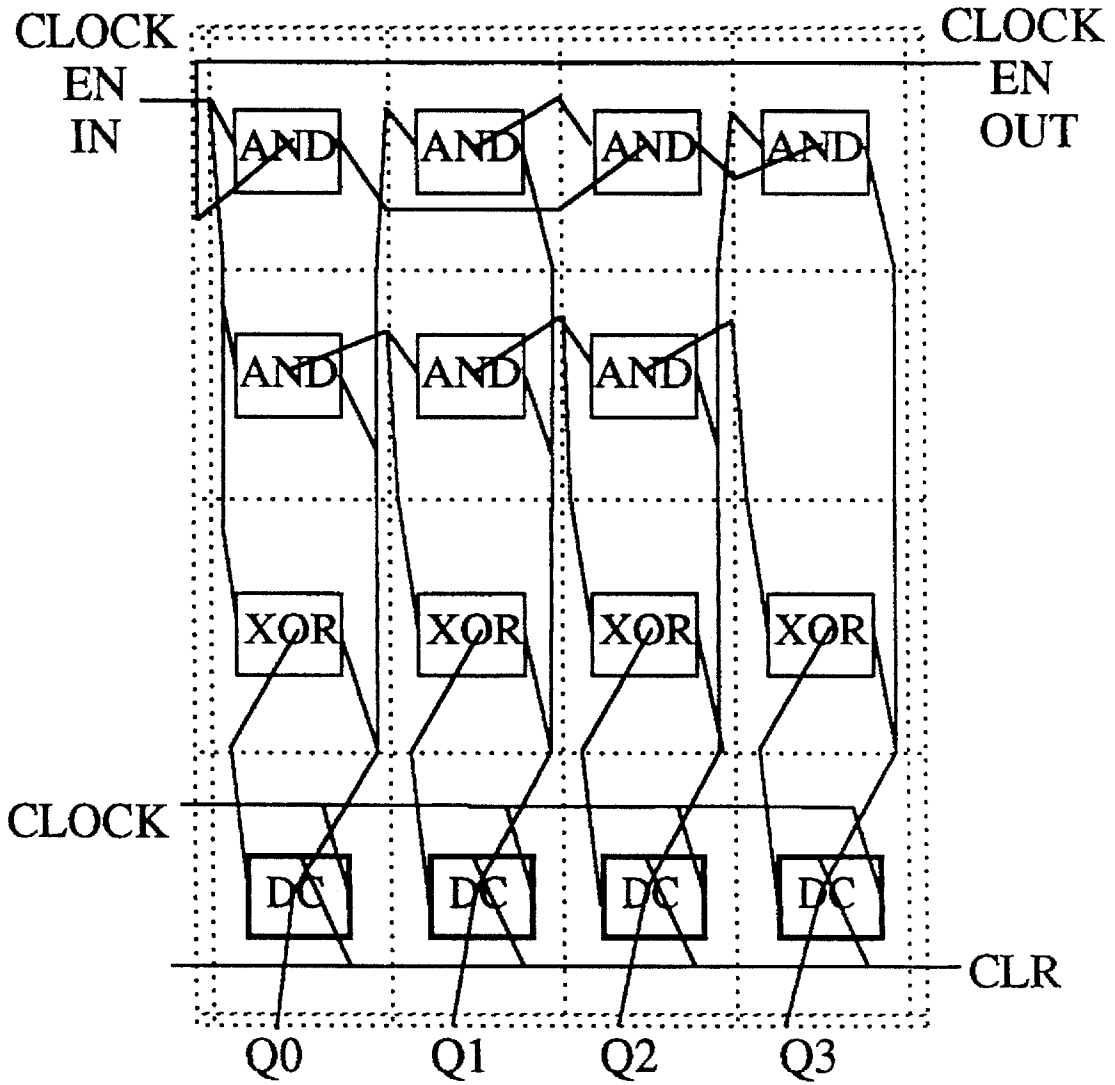 CLOCK
EN
IN
CLOCK
EN
OUT
AND AND AND AND
AND AND AND
XOR XOR XOR XOR
CLOCK
DC DC DC DC
CLR
Q0 Q1 Q2 Q3